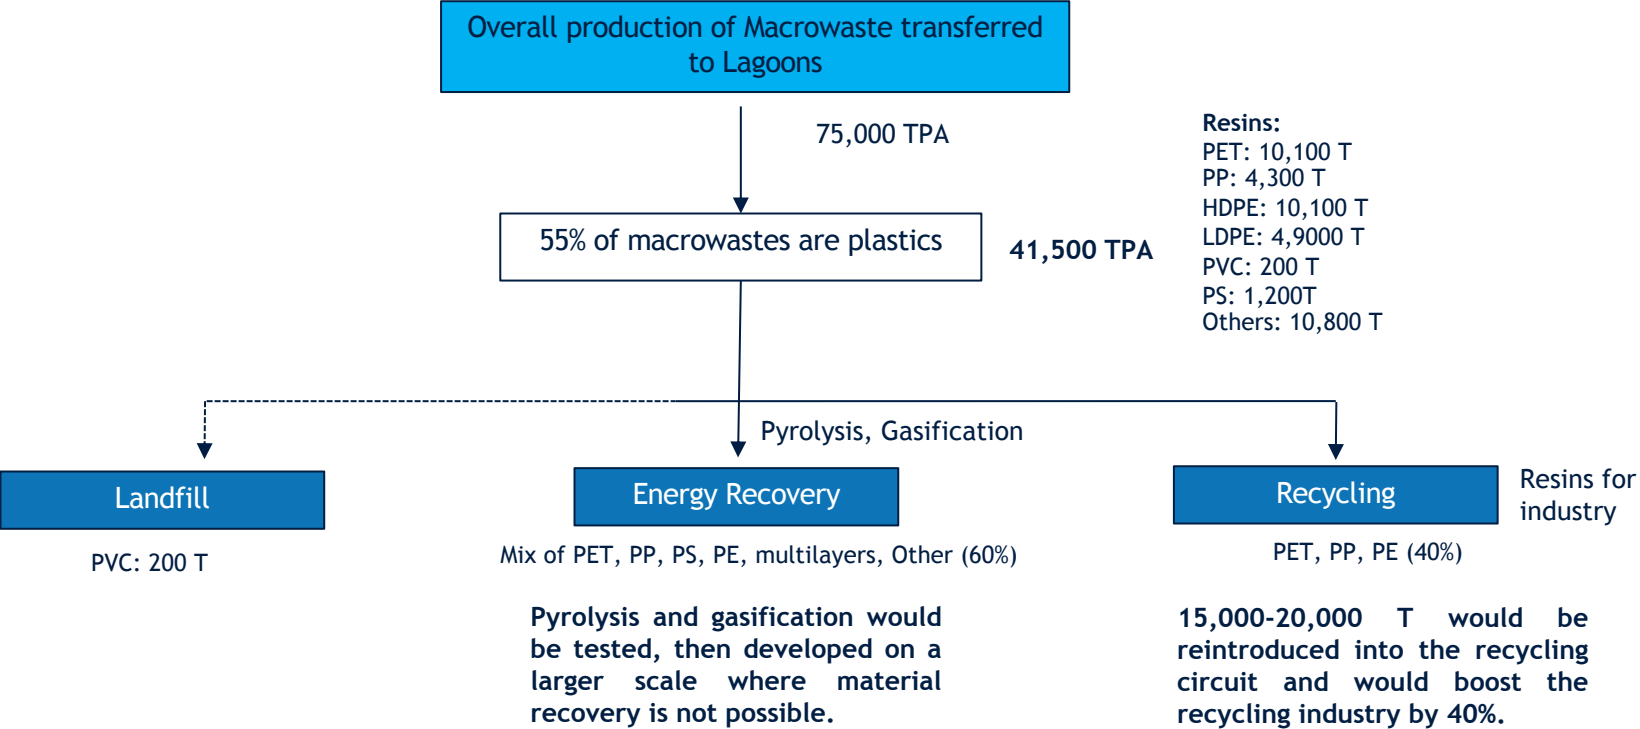 Overall production of Macrowaste transferred
to Lagoons
75,000 TPA
Resins:
PET: 10,100 T
PP: 4,300 T
HDPE: 10,100 T
LDPE: 4,9000 T
PVC: 200 T
PS: 1,200T
Others: 10,800 T
55% of macrowastes are plastics
41,500 TPA
Pyrolysis, Gasification
Landfill
PVC: 200 T
Energy Recovery
Mix of PET, PP, PS, PE, multilayers, Other (60%)
Pyrolysis and gasification would
be tested, then developed on a
larger scale where material
recovery is not possible.
Recycling
Resins for
industry
PET, PP, PE (40%)
15,000-20,000 T would be
reintroduced into the recycling
circuit and would boost the
recycling industry by 40%.